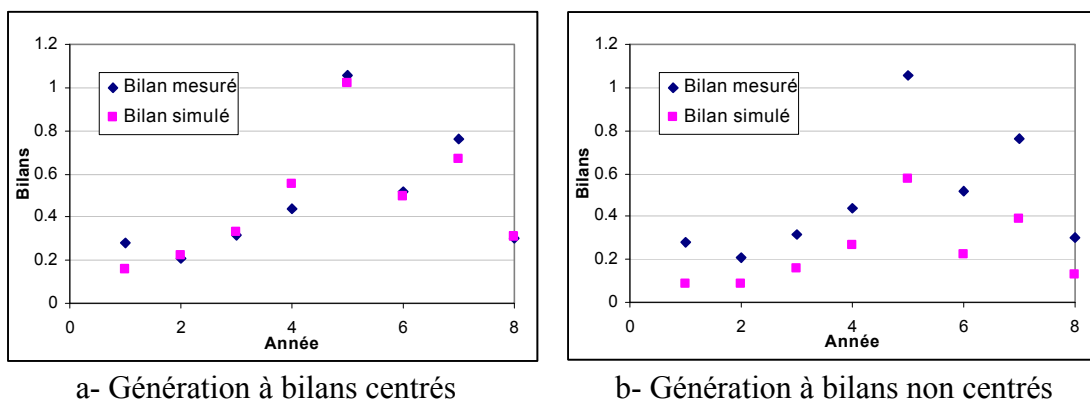 1.2
1
0.8
0.6
0.4
0.2
0
0 2 4 6 8
Bilans
Année
Bilan mesuré
Bilan simulé
a- Génération à bilans centrés
1.2
1
0.8
0.6
0.4
0.2
0
0 2 4 6 8
Bilans
Année
Bilan mesuré
Bilan simulé
b- Génération à bilans non centrés